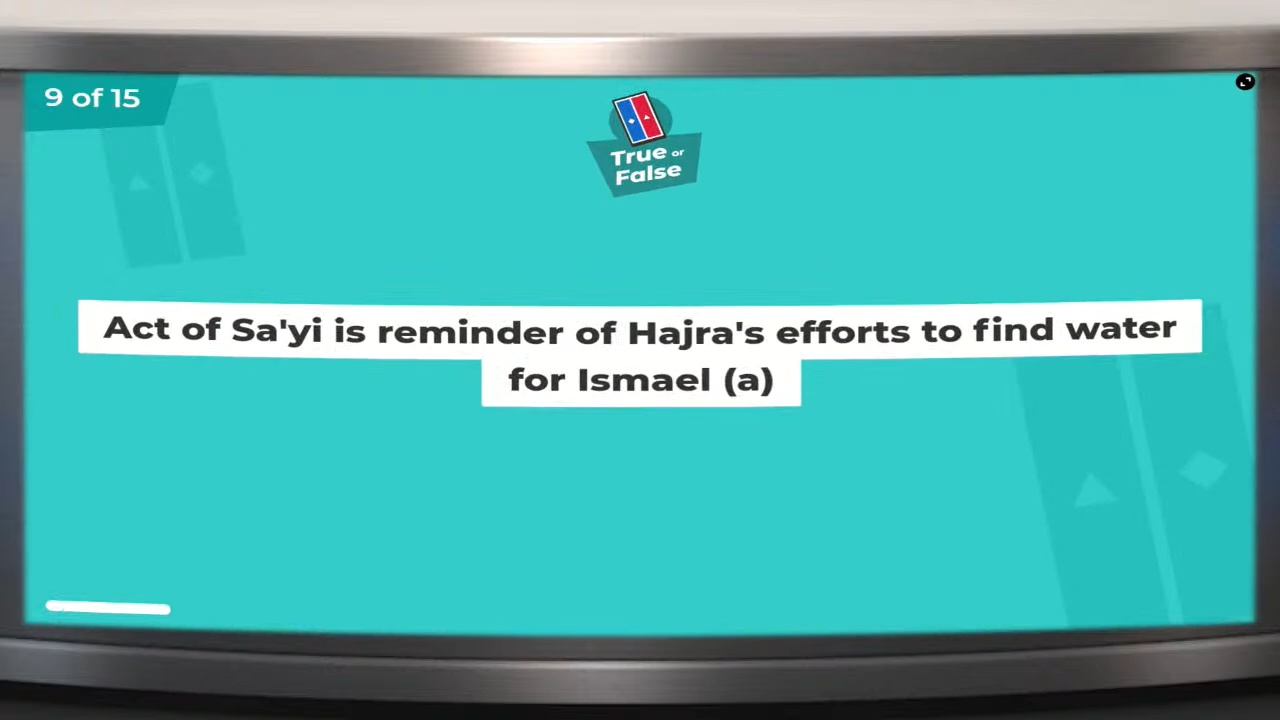 9 of 15
True or
False
Act of Sa'yi is reminder of Hajra's efforts to find water
for Ismael (a)